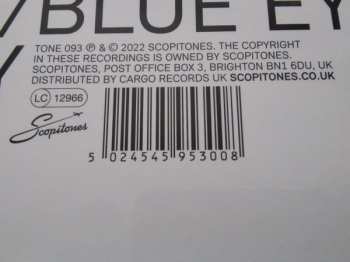 /BLUE EY
TONE 093 ℗ & © 2022 SCOPITONES. THE COPYRIGHT
IN THESE RECORDINGS IS OWNED BY SCOPITONES.
SCOPITONES, POST OFFICE BOX 3, BRIGHTON BN1 6DU, UK
DISTRIBUTED BY CARGO RECORDS UK SCOPITONES.CO.UK
LC 12966
Scopitones
5 024545 953008